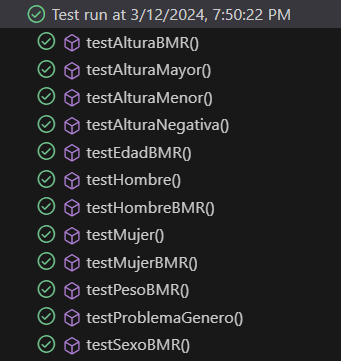 Test run at 3/12/2024, 7:50:22 PM
testAlturaBMR()
testAlturaMayor()
testAlturaMenor()
testAlturaNegativa()
testEdadBMR()
testHombre()
testHombreBMR()
testMujer()
testMujerBMR()
testPesoBMR()
testProblemaGenero()
testSexoBMR()